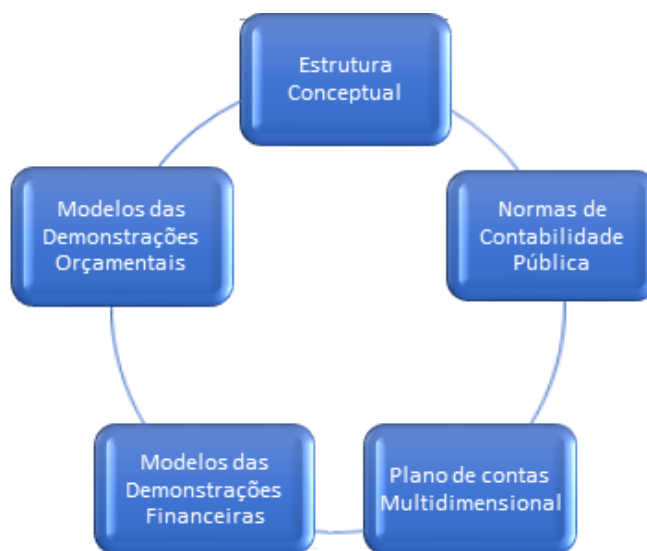 Estrutura
Conceptual
Normas de
Contabilidade
Pública
Plano de contas
Multidimensional
Modelos das
Demonstrações
Financeiras
Modelos das
Demonstrações
Orçamentais